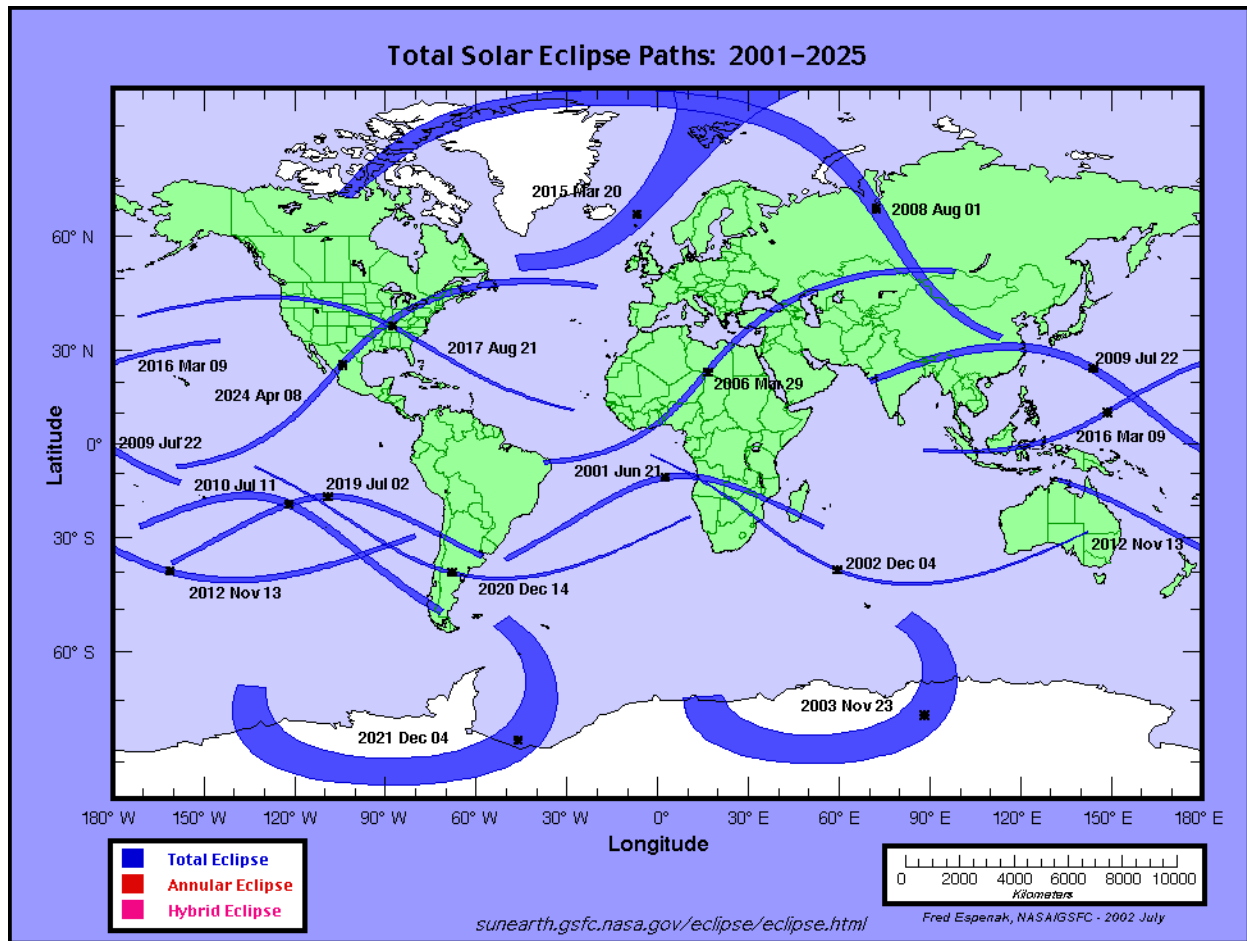 Total Solar Eclipse Paths: 2001–2025
2015 Mar 20
2008 Aug 01
60° N
30° N
0°
30° S
60° S
Latitude
2017 Aug 21
2009 Jul 22
2016 Mar 09
2006 Mar 29
2024 Apr 08
2016 Mar 09
2009 Jul 22
2001 Jun 21
2010 Jul 11
2019 Jul 02
2012 Nov 13
2002 Dec 04
2012 Nov 13
2020 Dec 14
2003 Nov 23
2021 Dec 04
180° W 150° W 120° W 90° W 60° W 30° W 0° 30° E 60° E 90° E 120° E 150° E 180° E
Longitude
Total Eclipse
Annular Eclipse
Hybrid Eclipse
0 2000 4000 6000 8000 10000
Kilometers
sunearth.gsfc.nasa.gov/eclipse/eclipse.html
Fred Espenak, NASA/GSFC - 2002 July